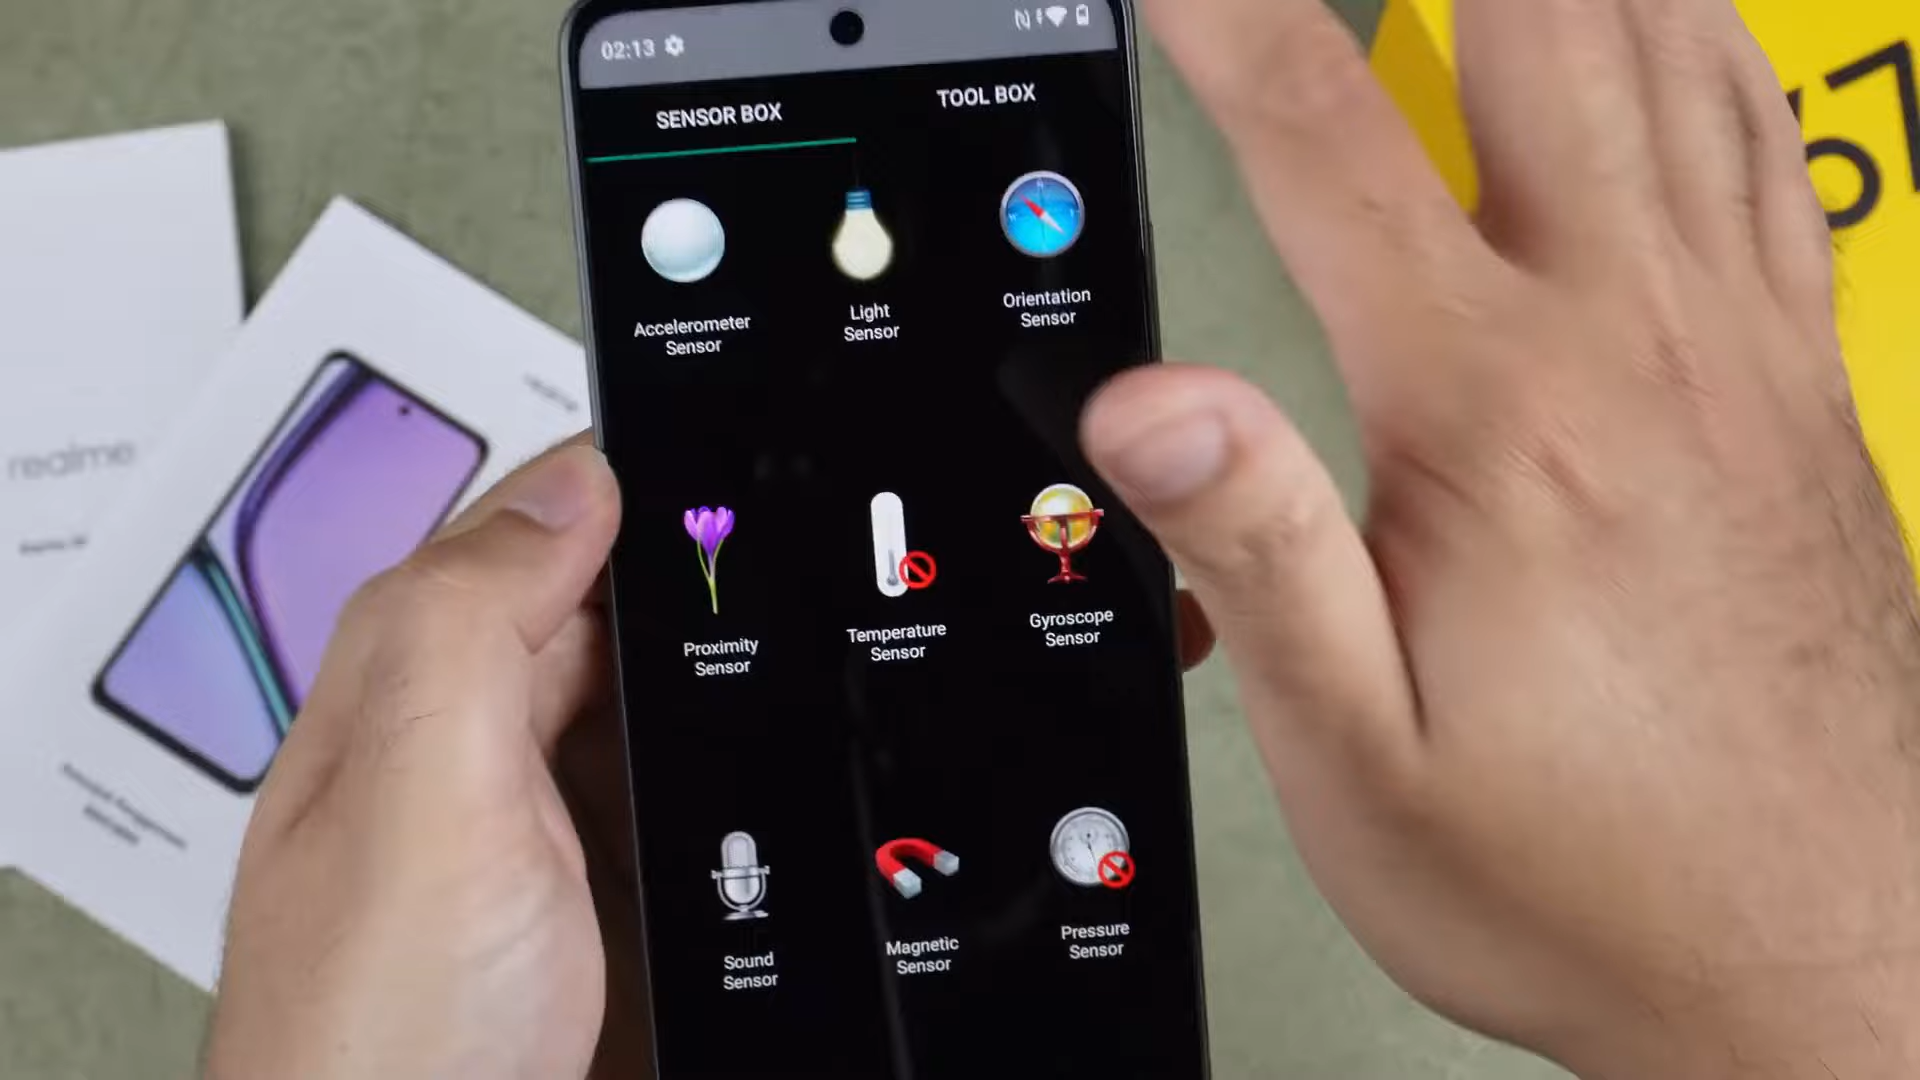 02:13
SENSOR BOX
TOOL BOX
Accelerometer
Sensor
Light
Sensor
Orientation
Sensor
Proximity
Sensor
Temperature
Sensor
Gyroscope
Sensor
Sound
Sensor
Magnetic
Sensor
Pressure
Sensor
realme
67